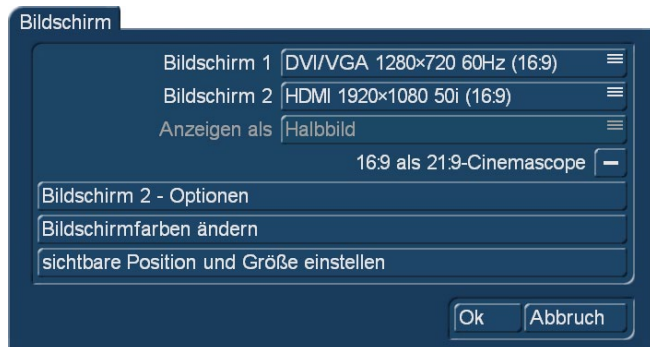 Bildschirm
Bildschirm 1 DVI/VGA 1280×720 60Hz (16:9)
Bildschirm 2 HDMI 1920×1080 50i (16:9)
Anzeigen als Halbbild
16:9 als 21:9-Cinemascope
Bildschirm 2 - Optionen
Bildschirmfarben ändern
sichtbare Position und Größe einstellen
Ok Abbruch